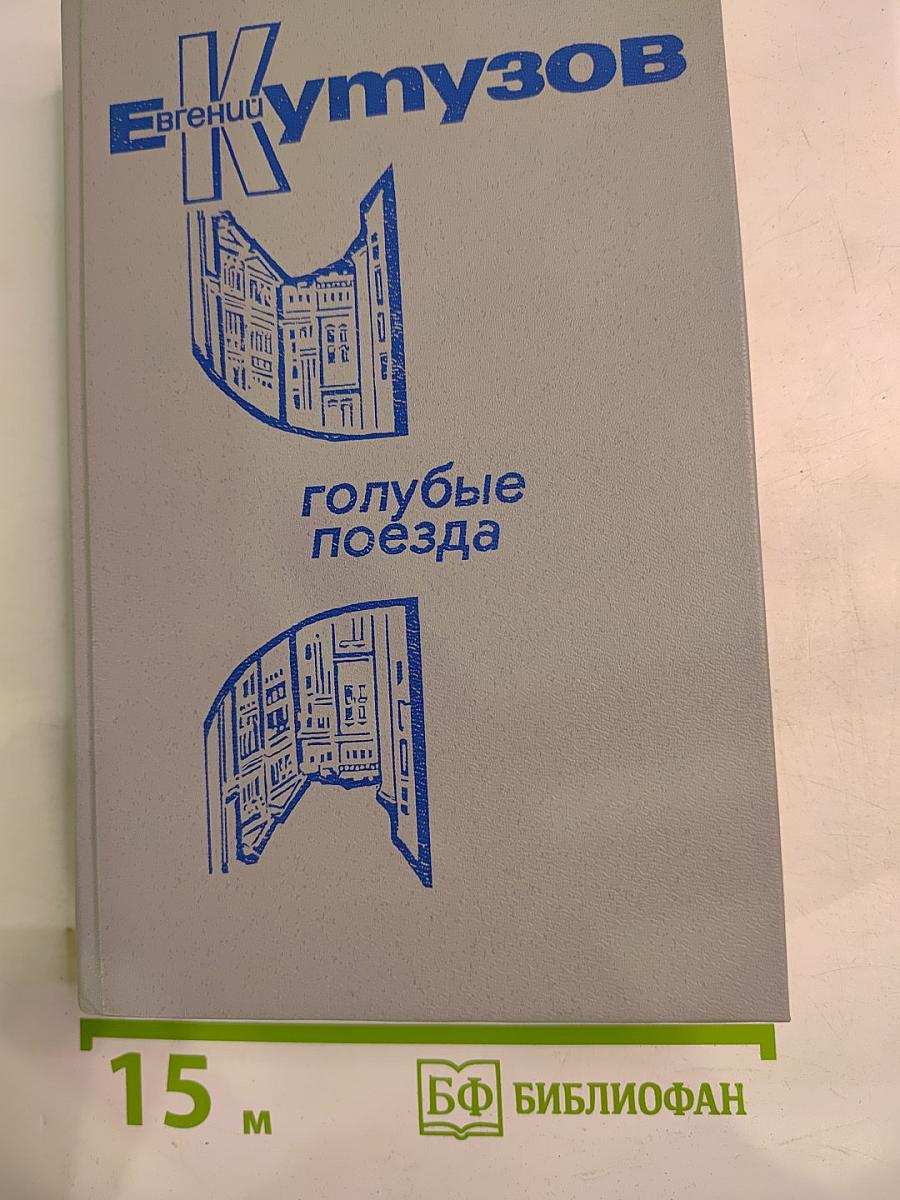 Евгений Кутузов
голубые
поезда
15 м
БФ БИБЛИОФАН